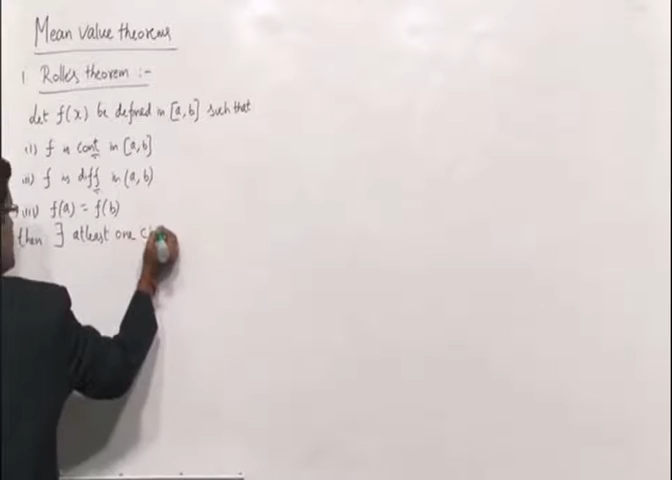 Mean value theorems
1 Rolle's theorem :-
Let f(x) be defined in [a,b] such that
(i) f is cont in [a,b]
(ii) f is diff in (a,b)
(iii) f(a) = f(b)
then ∃ atleast one c